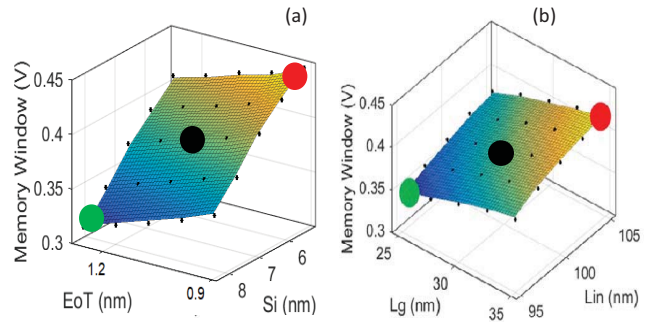 (a)
Memory Window (V)
0.45
0.4
0.35
0.3
1.2
0.9
EoT (nm)
8
7
6
Si (nm)
(b)
Memory Window (V)
0.45
0.4
0.35
0.3
25
30
35
Lg (nm)
95
100
105
Lin (nm)